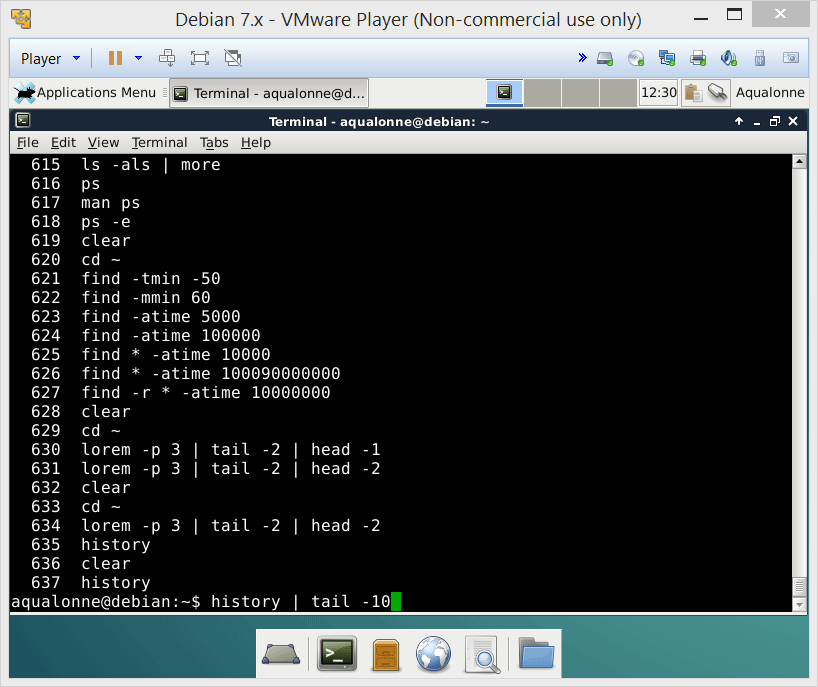 Debian 7.x - VMware Player (Non-commercial use only)
Player
Applications Menu Terminal - aqualonne@d... 12:30 Aqualonne
Terminal - aqualonne@debian: ~
File Edit View Terminal Tabs Help
615 ls -als | more
616 ps
617 man ps
618 ps -e
619 clear
620 cd ~
621 find -tmin -50
622 find -mmin 60
623 find -atime 5000
624 find -atime 100000
625 find * -atime 10000
626 find * -atime 100090000000
627 find -r * -atime 10000000
628 clear
629 cd ~
630 lorem -p 3 | tail -2 | head -1
631 lorem -p 3 | tail -2 | head -2
632 clear
633 cd ~
634 lorem -p 3 | tail -2 | head -2
635 history
636 clear
637 history
aqualonne@debian:~$ history | tail -10